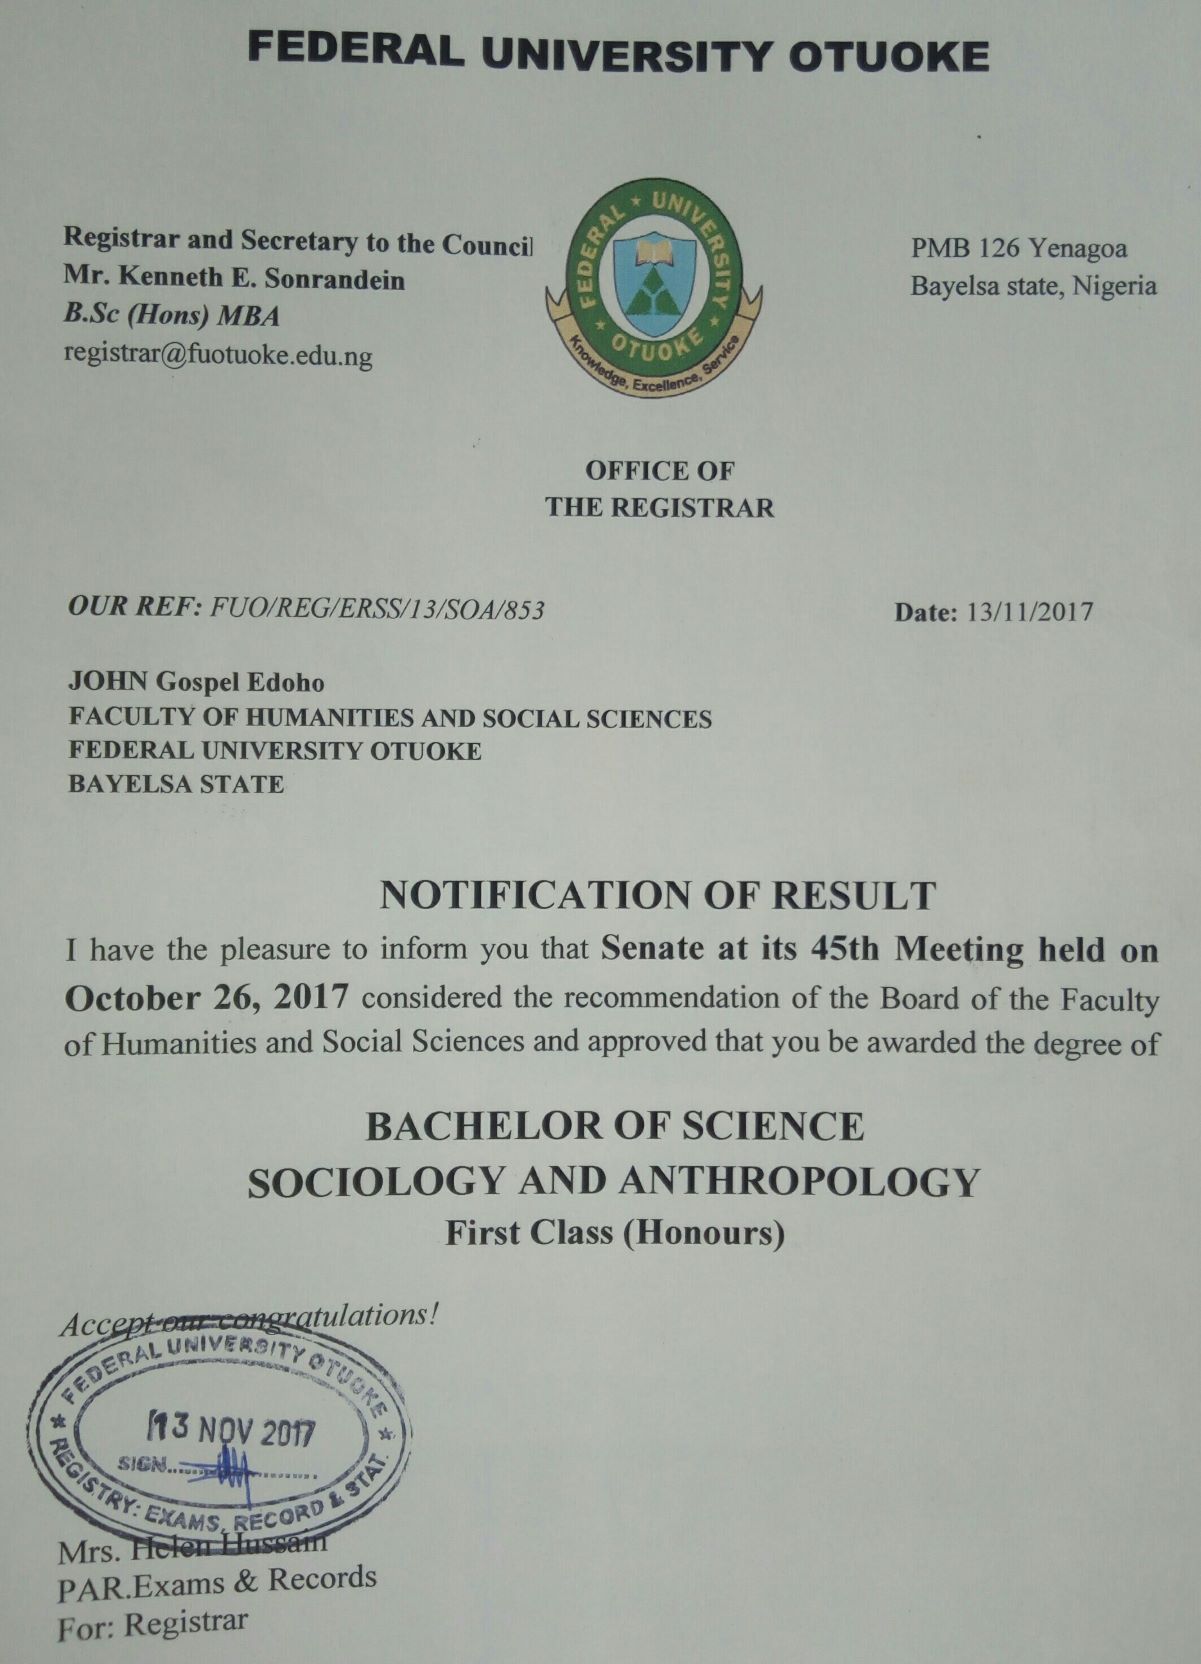 FEDERAL UNIVERSITY OTUOKE
Registrar and Secretary to the Council
Mr. Kenneth E. Sonrandein
B.Sc (Hons) MBA
registrar@fuotuoke.edu.ng
FEDERAL ★ UNIVERSITY ★ OTUOKE ★
Knowledge, Excellence, Service
PMB 126 Yenagoa
Bayelsa state, Nigeria
OFFICE OF
THE REGISTRAR
OUR REF: FUO/REG/ERSS/13/SOA/853
Date: 13/11/2017
JOHN Gospel Edoho
FACULTY OF HUMANITIES AND SOCIAL SCIENCES
FEDERAL UNIVERSITY OTUOKE
BAYELSA STATE
NOTIFICATION OF RESULT
I have the pleasure to inform you that Senate at its 45th Meeting held on
October 26, 2017 considered the recommendation of the Board of the Faculty
of Humanities and Social Sciences and approved that you be awarded the degree of
BACHELOR OF SCIENCE
SOCIOLOGY AND ANTHROPOLOGY
First Class (Honours)
Accept our congratulations!
★ FEDERAL UNIVERSITY OTUOKE ★
13 NOV 2017
SIGN..............................
REGISTRY: EXAMS, RECORD & STAT.
Mrs. Helen Hussain
PAR.Exams & Records
For: Registrar